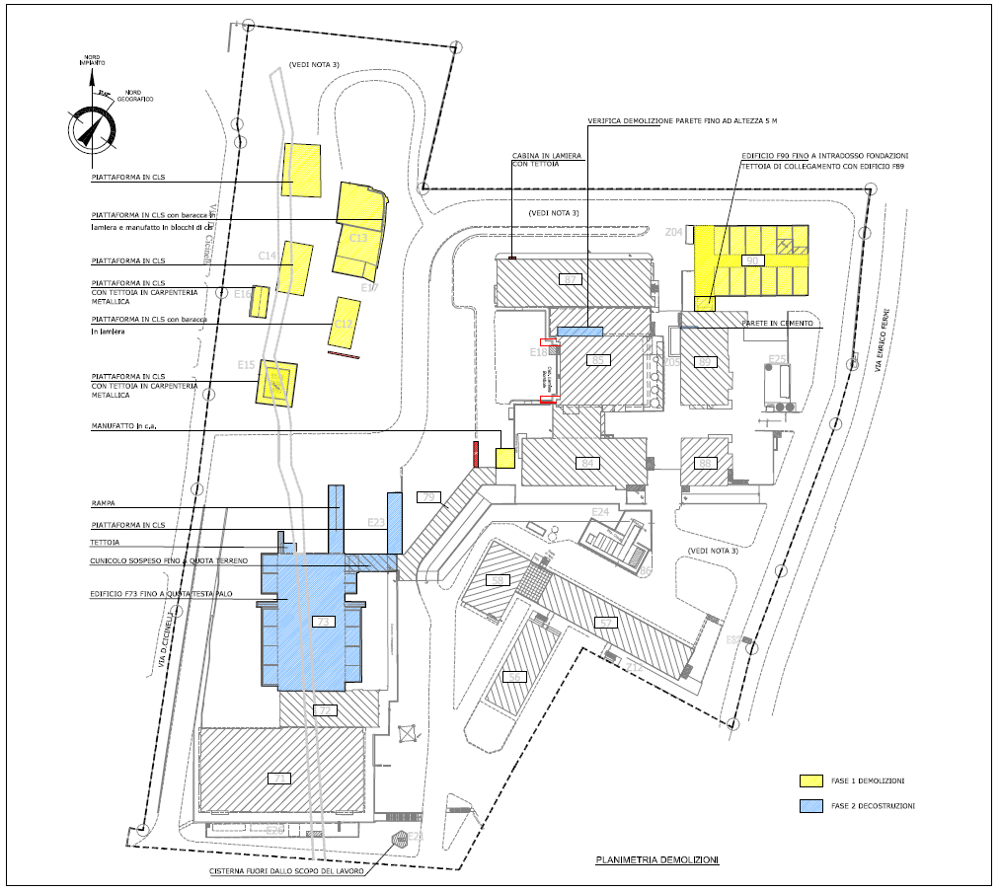 NORD
IMPIANTO
NORD
GEOGRAFICO
(VEDI NOTA 3)
VERIFICA DEMOLIZIONE PARETE FINO AD ALTEZZA 5 M
CABINA IN LAMIERA
CON TETTOIA
EDIFICIO F90 FINO A INTRADOSSO FONDAZIONI
TETTOIA DI COLLEGAMENTO CON EDIFICIO F89
PIATTAFORMA IN CLS
PIATTAFORMA IN CLS con baracca in
lamiera e manufatto in blocchi di cls
(VEDI NOTA 3)
Z04
C13
C14
PIATTAFORMA IN CLS
90
87
E17
PIATTAFORMA IN CLS
CON TETTOIA IN CARPENTERIA
METALLICA
E16
PIATTAFORMA IN CLS con baracca
in lamiera
C12
PARETE IN CEMENTO
VIA ENRICO FERMI
E18
85
Z05
89
E25
E15
PIATTAFORMA IN CLS
CON TETTOIA IN CARPENTERIA
METALLICA
MANUFATTO in c.a.
84
88
79
RAMPA
E23
E24
PIATTAFORMA IN CLS
TETTOIA
(VEDI NOTA 3)
CUNICOLO SOSPESO FINO A QUOTA TERRENO
86
58
EDIFICIO F73 FINO A QUOTA TESTA PALO
73
57
VIA D.CICINELLI
Z12
56
72
71
FASE 1 DEMOLIZIONI
FASE 2 DECOSTRUZIONI
E26
E21
PLANIMETRIA DEMOLIZIONI
CISTERNA FUORI DALLO SCOPO DEL LAVORO